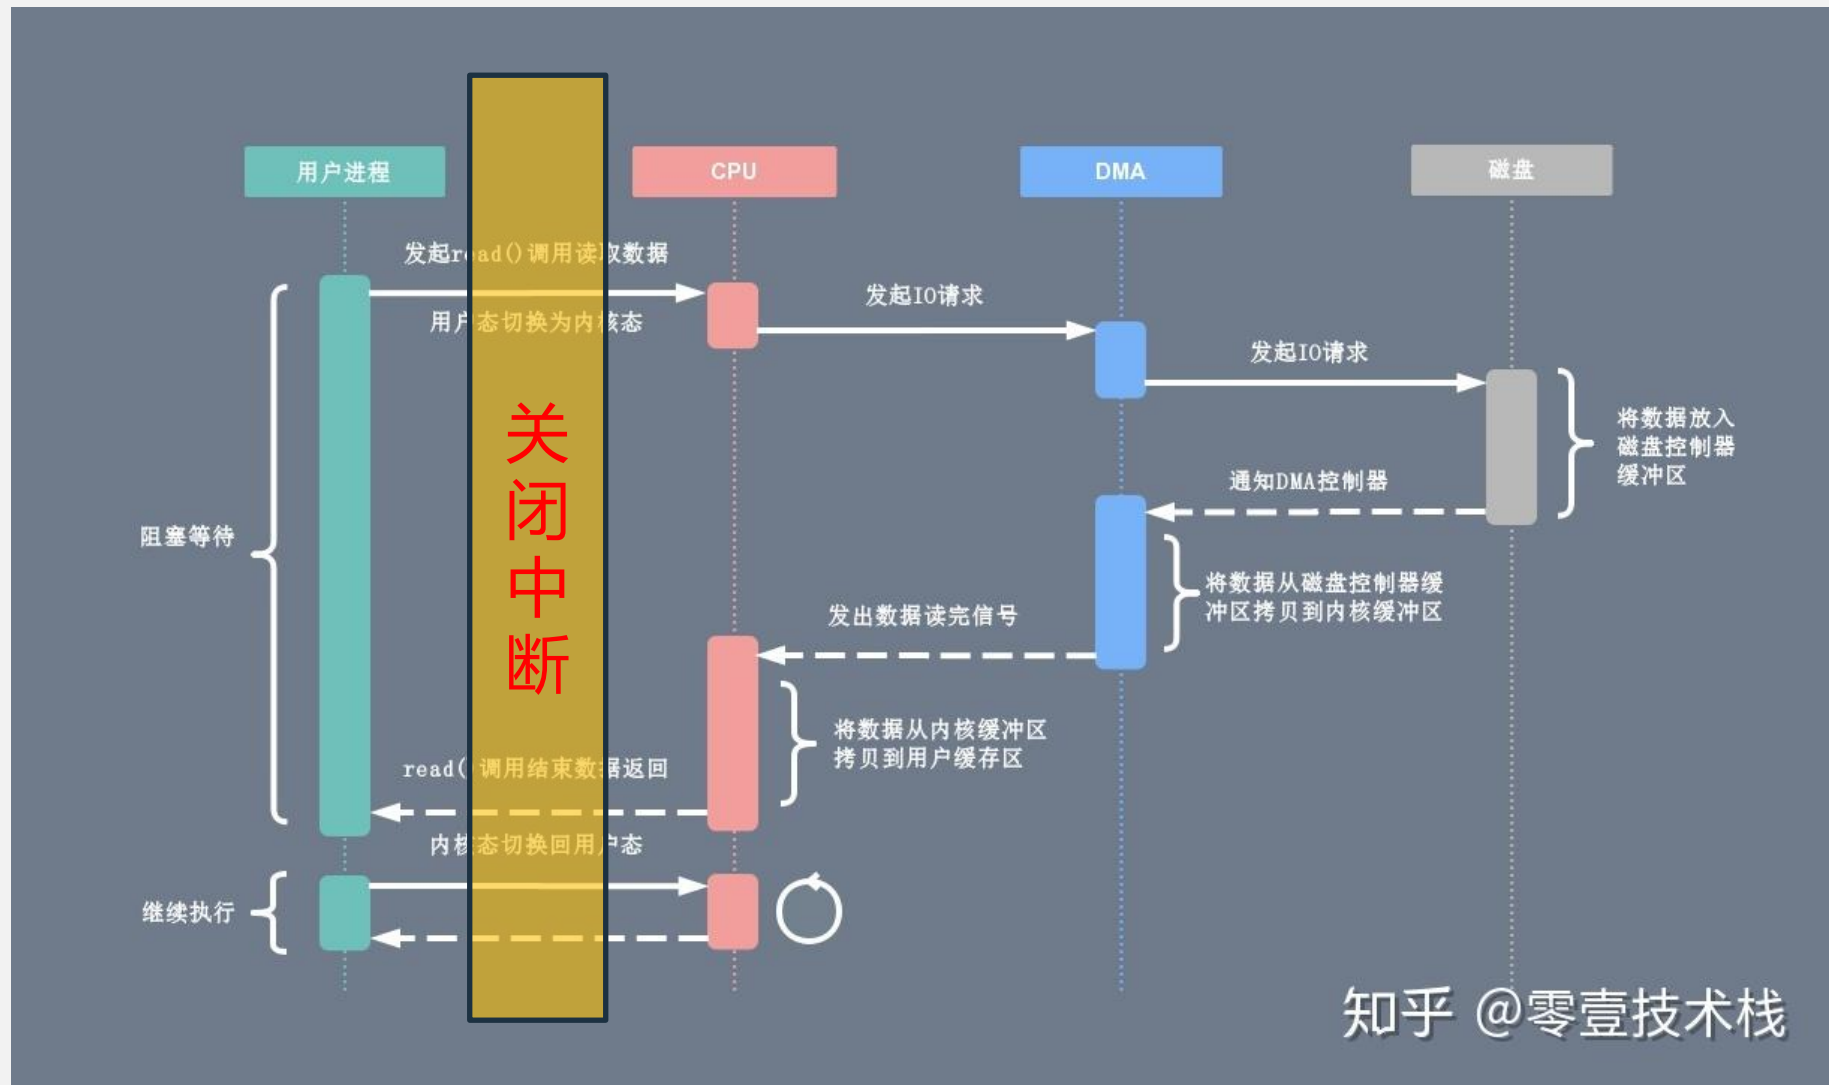 用户进程
CPU
DMA
磁盘
发起read()调用读取数据
用户态切换为内核态
发起IO请求
发起IO请求
将数据放入
磁盘控制器
缓冲区
通知DMA控制器
阻塞等待
将数据从磁盘控制器缓
冲区拷贝到内核缓冲区
发出数据读完信号
将数据从内核缓冲区
拷贝到用户缓存区
read()调用结束数据返回
内核态切换回用户态
继续执行
关
闭
中
断
知乎 @零壹技术栈